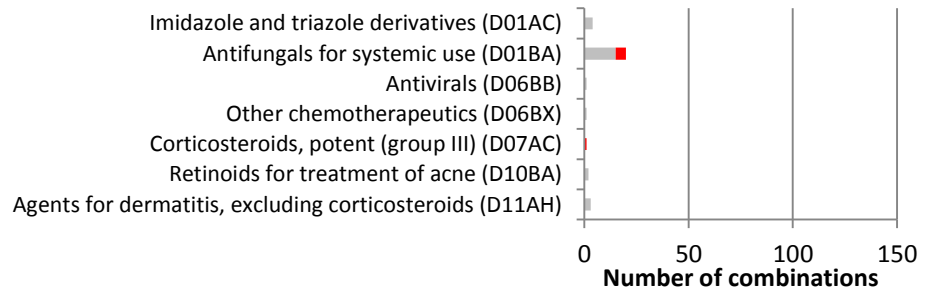 Imidazole and triazole derivatives (D01AC)
Antifungals for systemic use (D01BA)
Antivirals (D06BB)
Other chemotherapeutics (D06BX)
Corticosteroids, potent (group III) (D07AC)
Retinoids for treatment of acne (D10BA)
Agents for dermatitis, excluding corticosteroids (D11AH)
0 50 100 150
Number of combinations